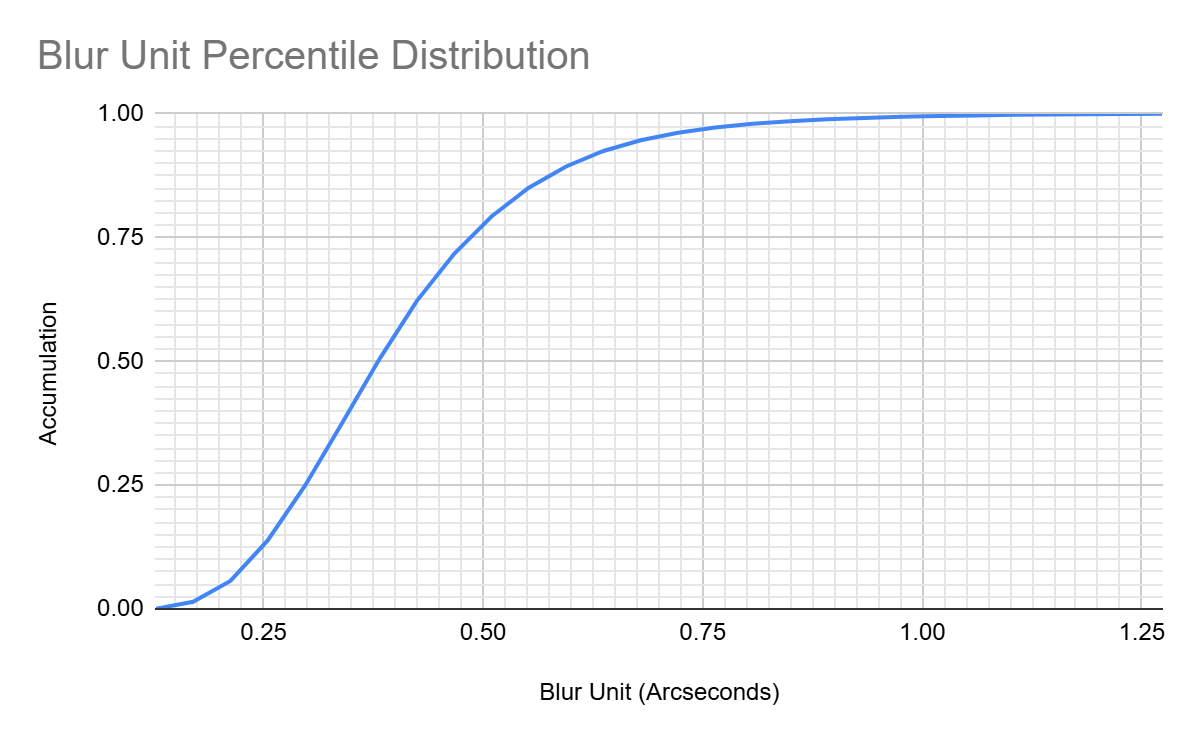 Blur Unit Percentile Distribution
1.00
0.75
0.50
0.25
0.00
Accumulation
0.25 0.50 0.75 1.00 1.25
Blur Unit (Arcseconds)